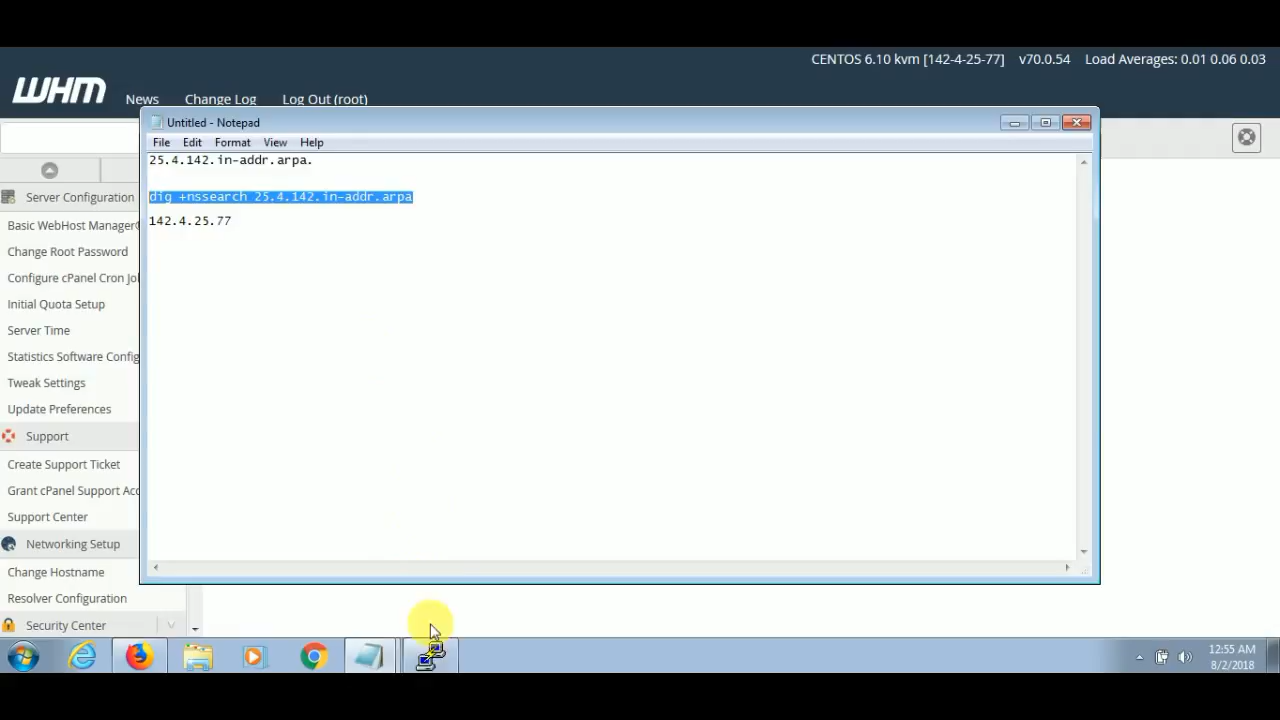 CENTOS 6.10 kvm [142-4-25-77] v70.0.54 Load Averages: 0.01 0.06 0.03
WHM
News Change Log Log Out (root)
Untitled - Notepad
File Edit Format View Help
25.4.142.in-addr.arpa.
dig +nssearch 25.4.142.in-addr.arpa
142.4.25.77
Server Configuration
Basic WebHost Manager
Change Root Password
Configure cPanel Cron
Initial Quota Setup
Server Time
Statistics Software
Tweak Settings
Update Preferences
Support
Create Support Ticket
Grant cPanel Support
Support Center
Networking Setup
Change Hostname
Resolver Configuration
Security Center
12:55 AM
8/2/2018